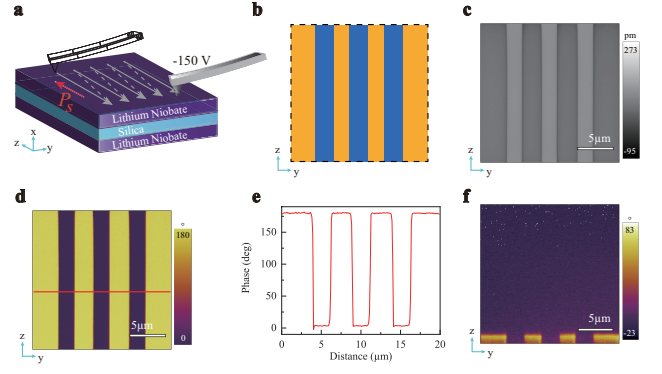 a
-150 V
Ps
Lithium Niobate
Silica
Lithium Niobate
x
z
y
b
z
y
c
pm
273
-95
5μm
z
y
d
°
180
0
5μm
z
y
e
Phase (deg)
150
100
50
0
0 5 10 15 20
Distance (μm)
f
°
83
-23
5μm
z
y